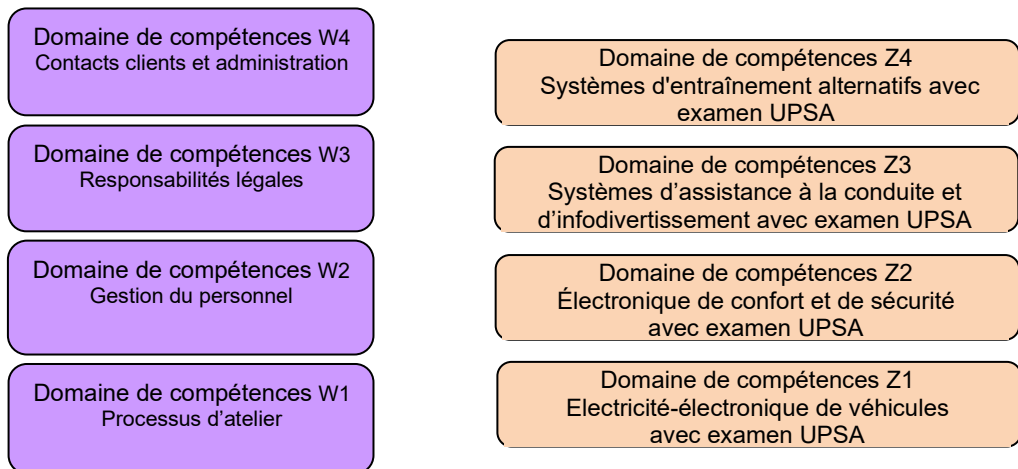 Domaine de compétences W4
Contacts clients et administration
Domaine de compétences W3
Responsabilités légales
Domaine de compétences W2
Gestion du personnel
Domaine de compétences W1
Processus d’atelier
Domaine de compétences Z4
Systèmes d'entraînement alternatifs avec
examen UPSA
Domaine de compétences Z3
Systèmes d’assistance à la conduite et
d’infodivertissement avec examen UPSA
Domaine de compétences Z2
Électronique de confort et de sécurité
avec examen UPSA
Domaine de compétences Z1
Electricité-électronique de véhicules
avec examen UPSA